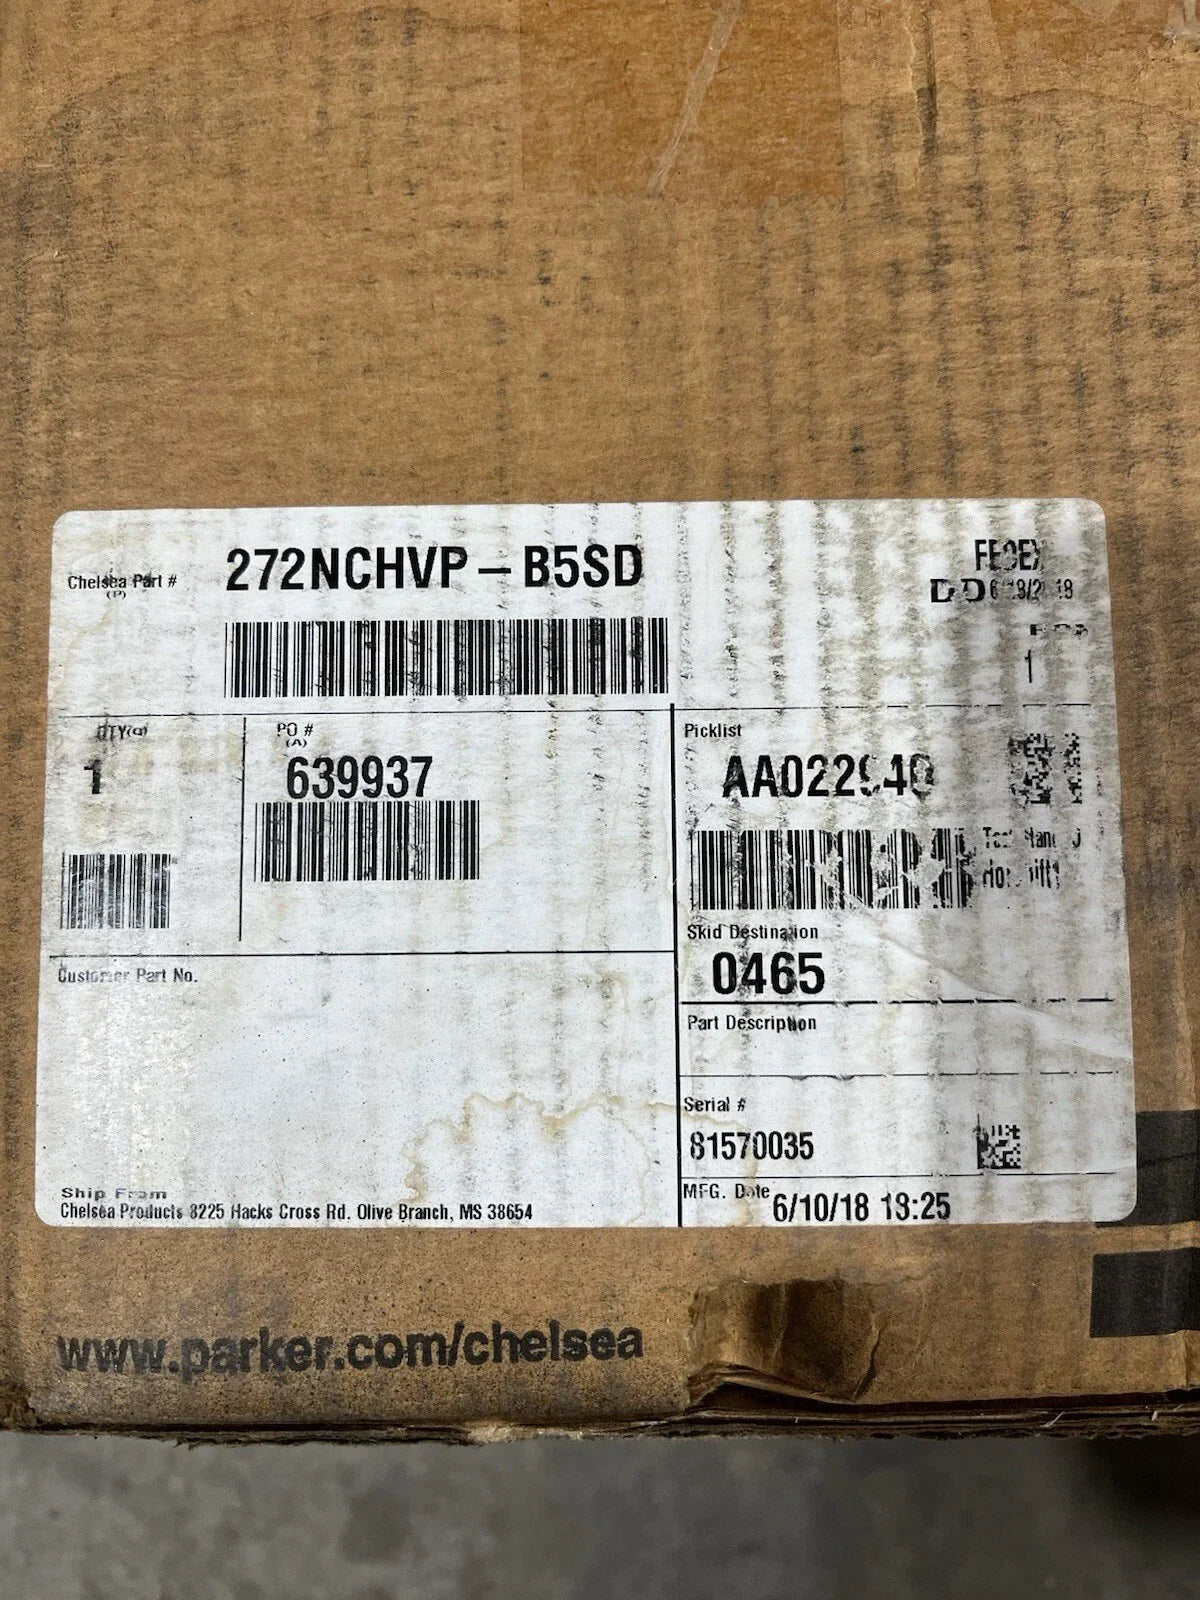 Chelsea Part # 272NCHVP-B5SD
(P)
FEDEX
1
QTY(Q)
1
PO #
(A)
639937
Picklist
Skid Destination
0465
Customer Part No.
Part Description
Serial #
81570035
MFG. Date 6/10/18 13:25
Ship From
Chelsea Products 8225 Hacks Cross Rd. Olive Branch, MS 38654
www.parker.com/chelsea